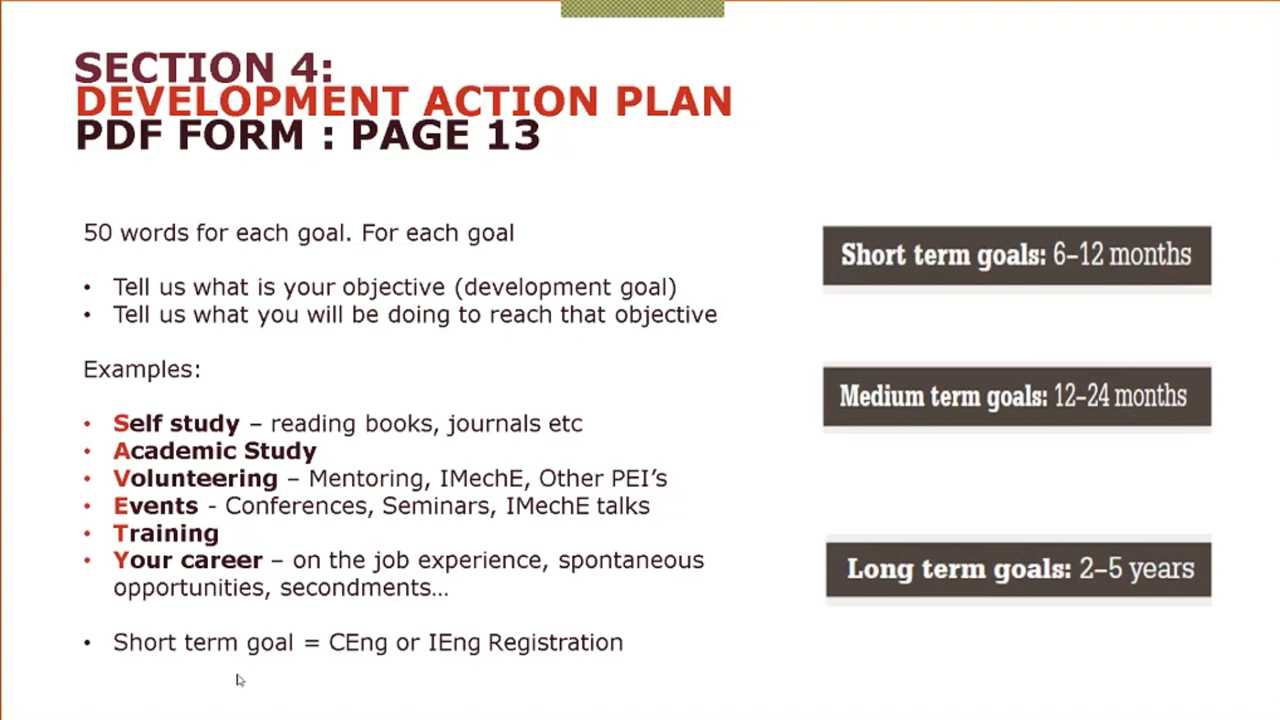 SECTION 4:
DEVELOPMENT ACTION PLAN
PDF FORM : PAGE 13
50 words for each goal. For each goal
• Tell us what is your objective (development goal)
• Tell us what you will be doing to reach that objective
Examples:
• Self study – reading books, journals etc
• Academic Study
• Volunteering – Mentoring, IMechE, Other PEI’s
• Events - Conferences, Seminars, IMechE talks
• Training
• Your career – on the job experience, spontaneous
opportunities, secondments…
• Short term goal = CEng or IEng Registration
Short term goals: 6–12 months
Medium term goals: 12–24 months
Long term goals: 2–5 years